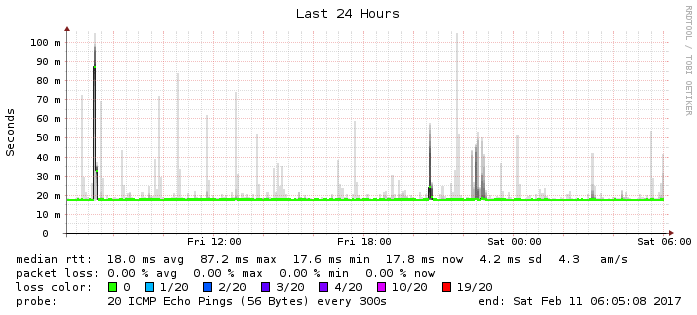 Last 24 Hours
RRDTOOL / TOBI OETIKER
Seconds
100 m
90 m
80 m
70 m
60 m
50 m
40 m
30 m
20 m
10 m
0
Fri 12:00 Fri 18:00 Sat 00:00 Sat 06:00
median rtt: 18.0 ms avg 87.2 ms max 17.6 ms min 17.8 ms now 4.2 ms sd 4.3 am/s
packet loss: 0.00 % avg 0.00 % max 0.00 % min 0.00 % now
loss color: 0 1/20 2/20 3/20 4/20 10/20 19/20
probe: 20 ICMP Echo Pings (56 Bytes) every 300s end: Sat Feb 11 06:05:08 2017